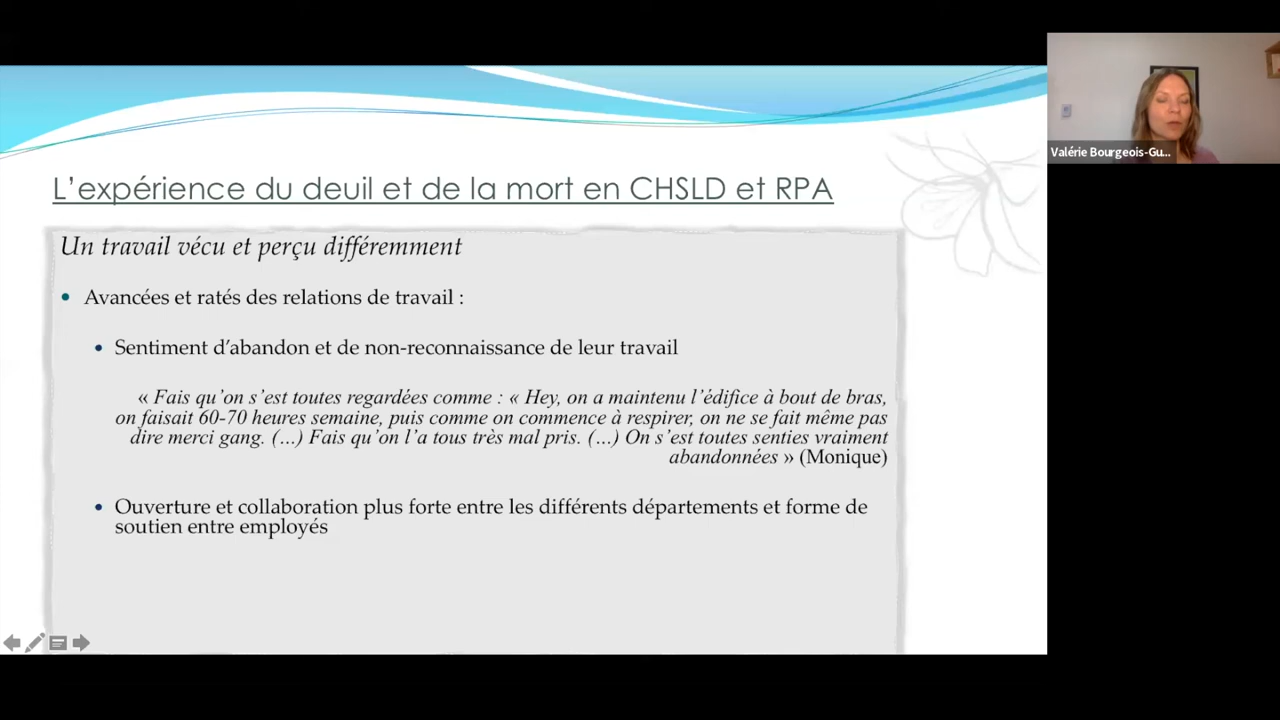 L'expérience du deuil et de la mort en CHSLD et RPA
Un travail vécu et perçu différemment
• Avancées et ratés des relations de travail :
• Sentiment d'abandon et de non-reconnaissance de leur travail
« Fais qu'on s'est toutes regardées comme : « Hey, on a maintenu l'édifice à bout de bras,
on faisait 60-70 heures semaine, puis comme on commence à respirer, on ne se fait même pas
dire merci gang. (…) Fais qu'on l'a tous très mal pris. (…) On s'est toutes senties vraiment
abandonnées » (Monique)
• Ouverture et collaboration plus forte entre les différents départements et forme de
soutien entre employés
Valérie Bourgeois-Gu...